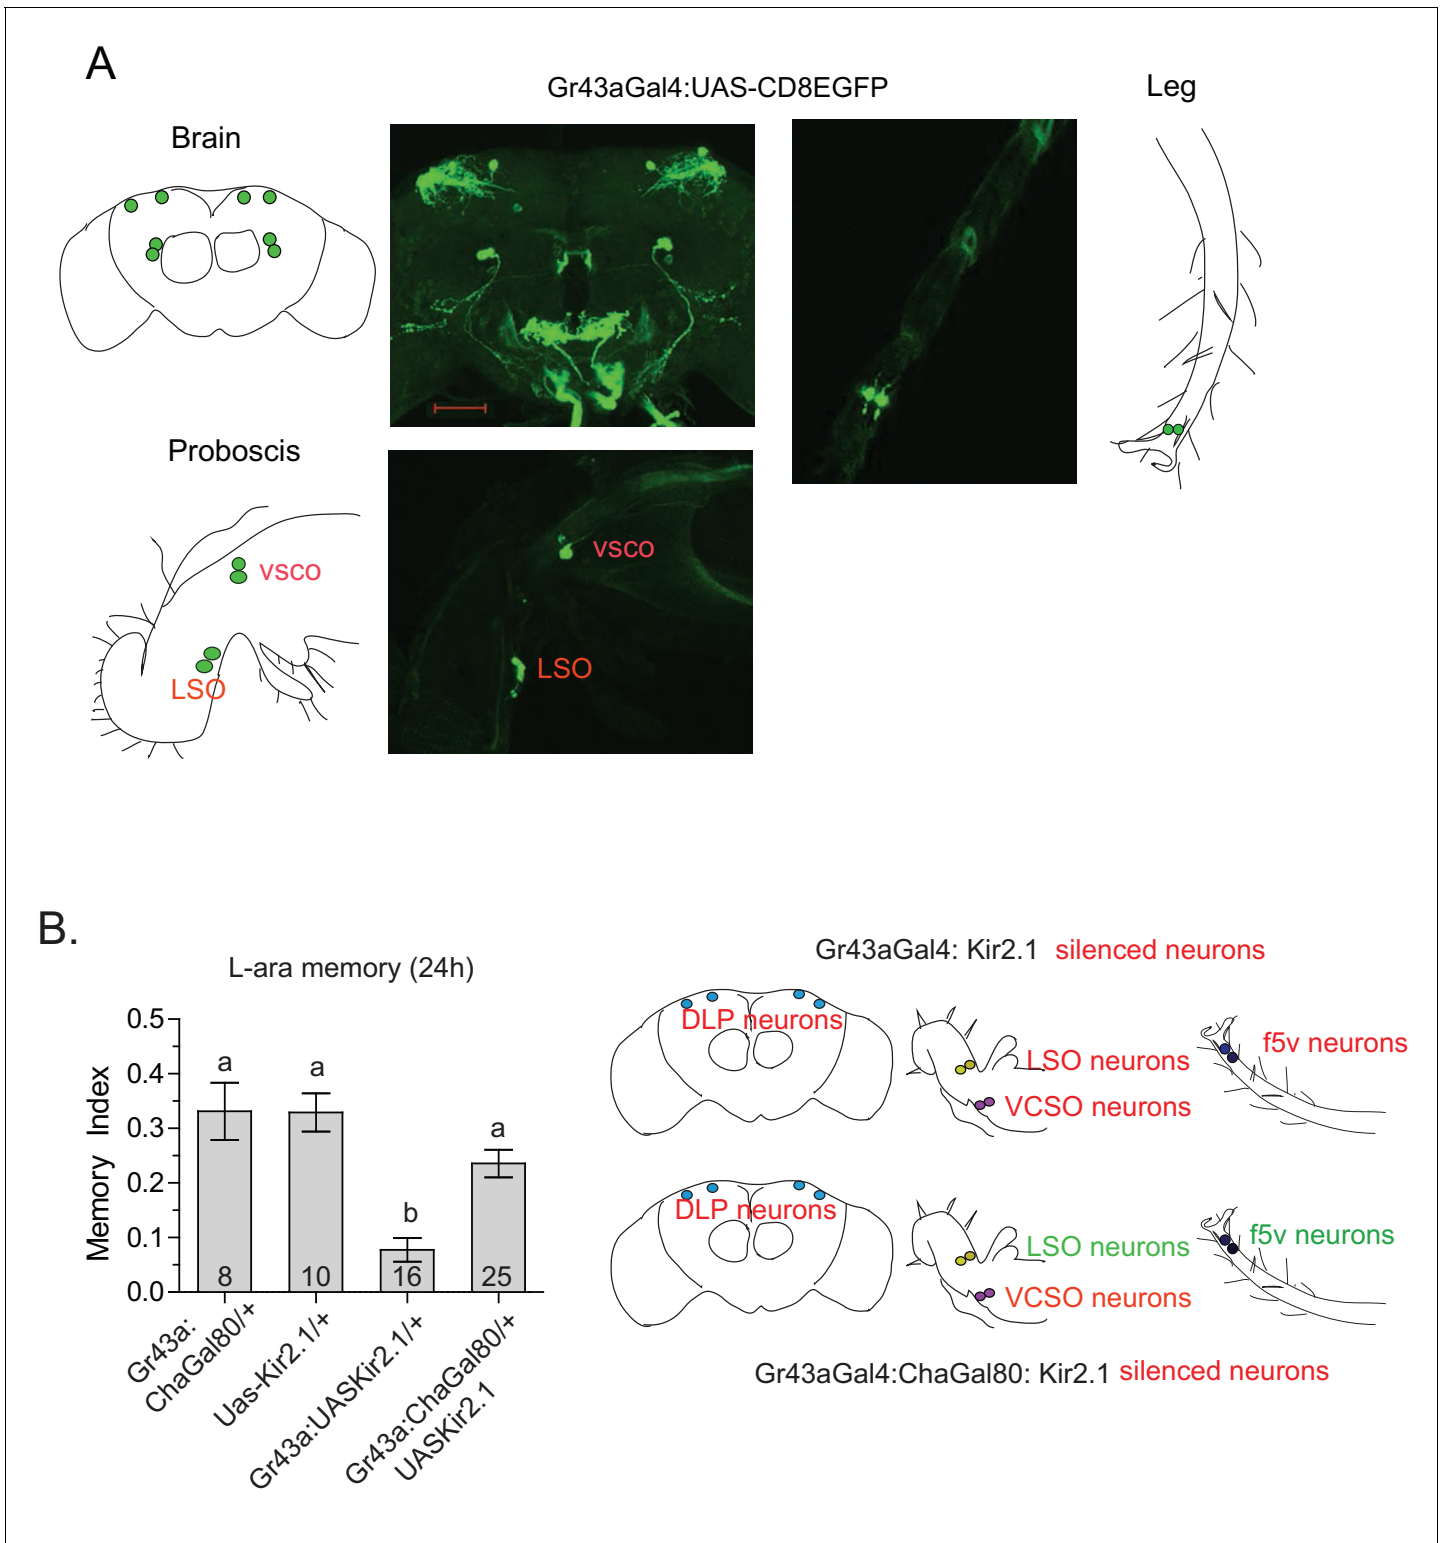 A
Gr43aGal4:UAS-CD8EGFP
Leg
Brain
Proboscis
vsco
LSO
vsco
LSO
B.
L-ara memory (24h)
Memory Index
0.5
0.4
0.3
0.2
0.1
0.0
a
a
b
a
8
10
16
25
Gr43a:
ChaGal80/+
Uas-Kir2.1/+
Gr43a:UASKir2.1/+
Gr43a:ChaGal80/+
UASKir2.1
Gr43aGal4: Kir2.1 silenced neurons
DLP neurons
LSO neurons
VCSO neurons
f5v neurons
DLP neurons
LSO neurons
VCSO neurons
f5v neurons
Gr43aGal4:ChaGal80: Kir2.1 silenced neurons